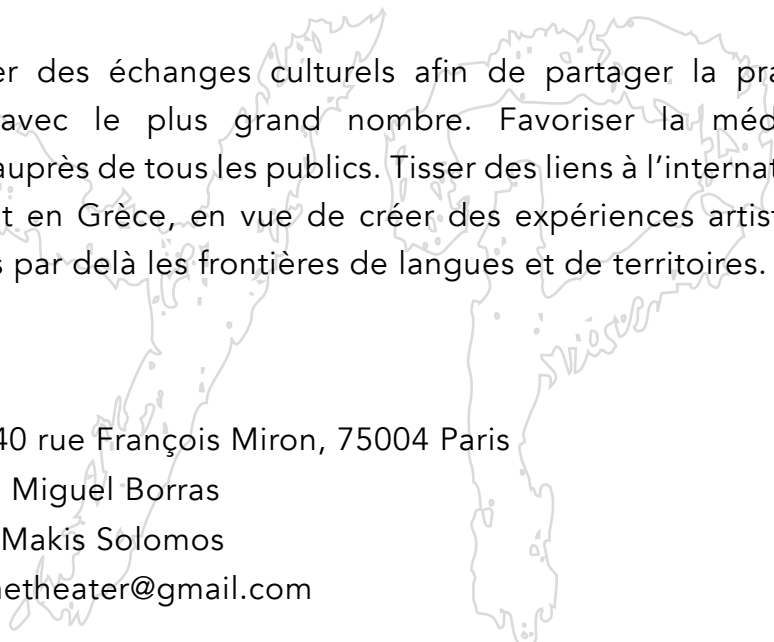 er des échanges culturels afin de partager la pra
avec le plus grand nombre. Favoriser la méd
auprès de tous les publics. Tisser des liens à l’internat
t en Grèce, en vue de créer des expériences artist
s par delà les frontières de langues et de territoires.
40 rue François Miron, 75004 Paris
Miguel Borras
Makis Solomos
netheater@gmail.com